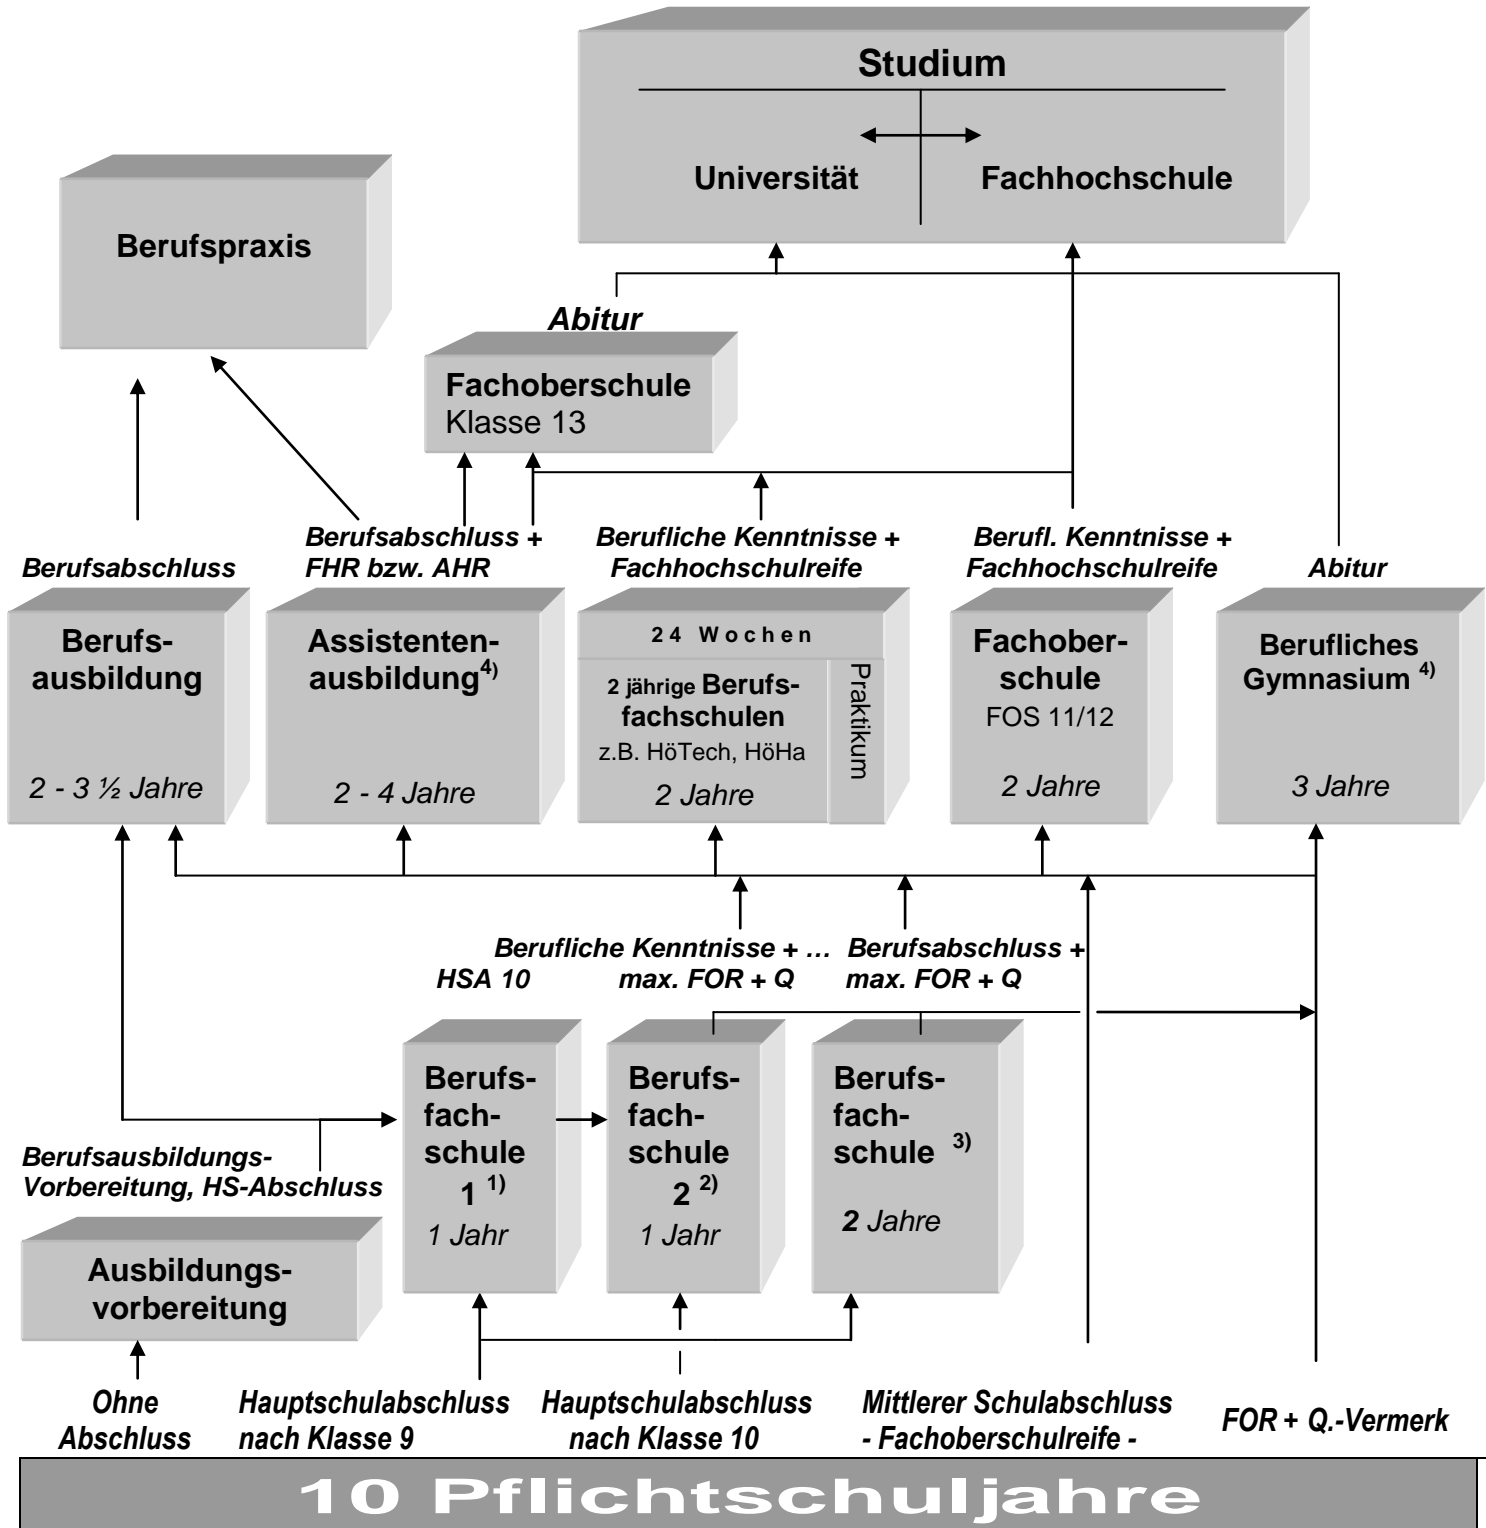 Studium
Universität
Fachhochschule
Berufspraxis
Abitur
Fachoberschule
Klasse 13
Berufsabschluss
Berufsabschluss +
FHR bzw. AHR
Berufliche Kenntnisse +
Fachhochschulreife
Berufl. Kenntnisse +
Fachhochschulreife
Abitur
Berufs-
ausbildung
2 - 3 ½ Jahre
Assistenten-
ausbildung4)
2 - 4 Jahre
24 Wochen
2 jährige Berufs-
fachschulen
z.B. HöTech, HöHa
2 Jahre
Praktikum
Fachober-
schule
FOS 11/12
2 Jahre
Berufliches
Gymnasium 4)
3 Jahre
HSA 10
Berufliche Kenntnisse + …
max. FOR + Q
Berufsabschluss +
max. FOR + Q
Berufs-
fach-
schule
1 1)
1 Jahr
Berufs-
fach-
schule
2 2)
1 Jahr
Berufs-
fach-
schule 3)
2 Jahre
Berufsausbildungs-
Vorbereitung, HS-Abschluss
Ausbildungs-
vorbereitung
Ohne
Abschluss
Hauptschulabschluss
nach Klasse 9
Hauptschulabschluss
nach Klasse 10
Mittlerer Schulabschluss
- Fachoberschulreife -
FOR + Q.-Vermerk
10 Pflichtschuljahre